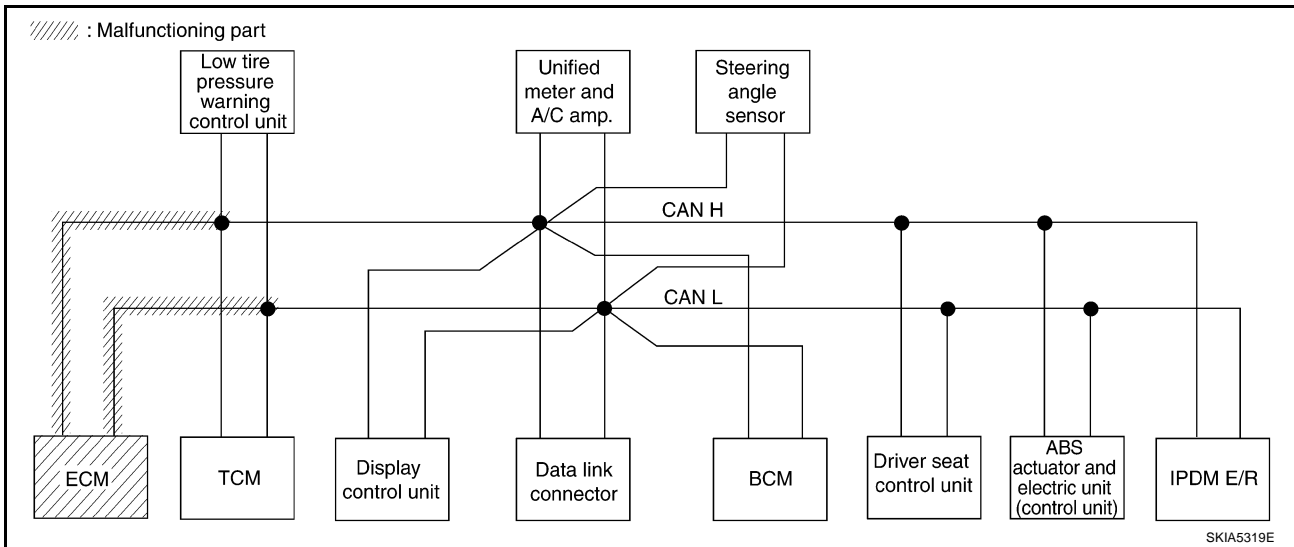 : Malfunctioning part
Low tire
pressure
warning
control unit
Unified
meter and
A/C amp.
Steering
angle
sensor
CAN H
CAN L
ECM
TCM
Display
control unit
Data link
connector
BCM
Driver seat
control unit
ABS
actuator and
electric unit
(control unit)
IPDM E/R
SKIA5319E